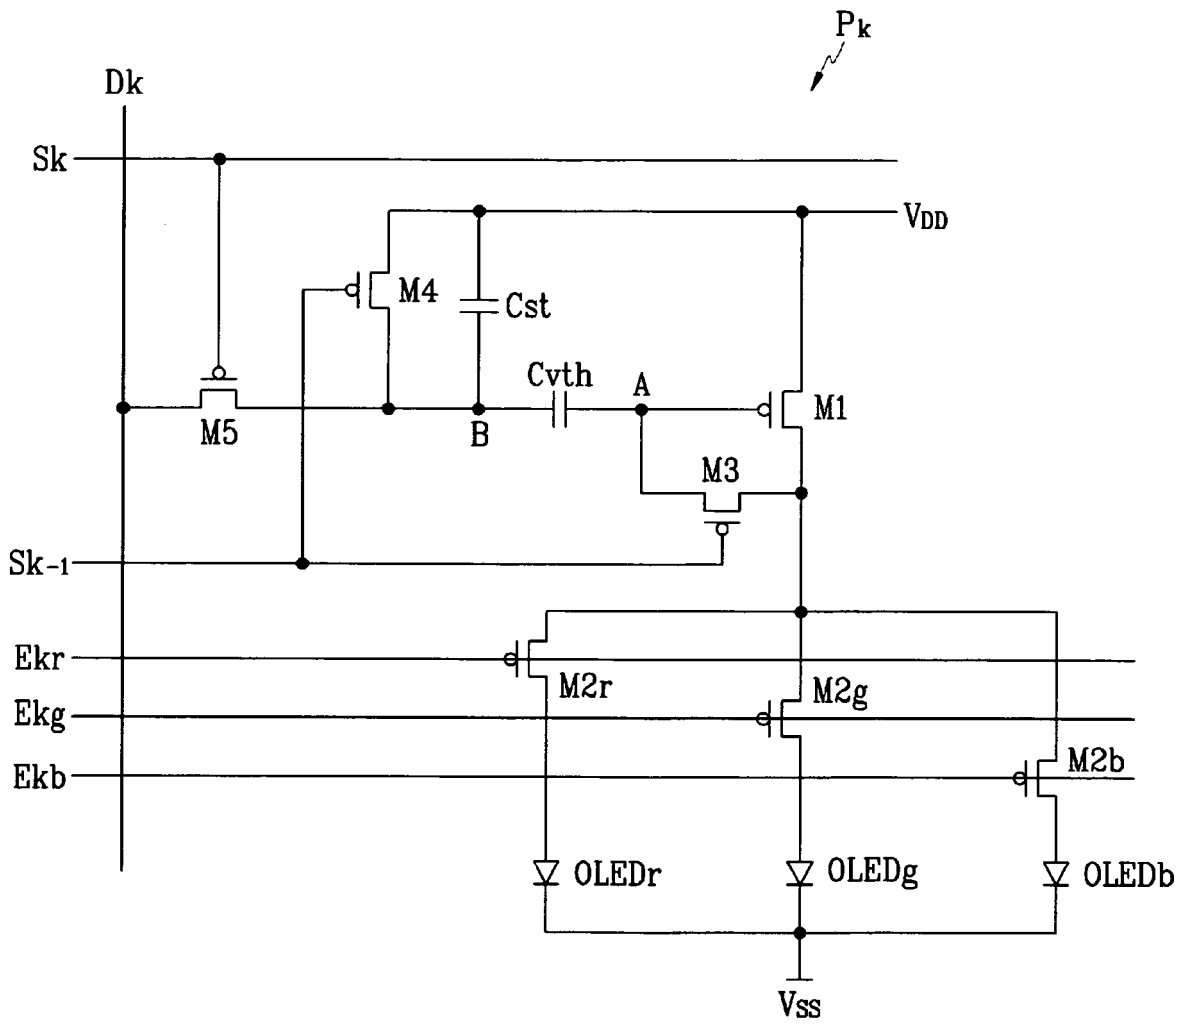 Pk
Dk
Sk
VDD
M4
Cst
Cvth
A
M1
M5
B
M3
Sk-1
Ekr
M2r
M2g
Ekg
M2b
Ekb
OLEDr
OLEDg
OLEDb
VSS